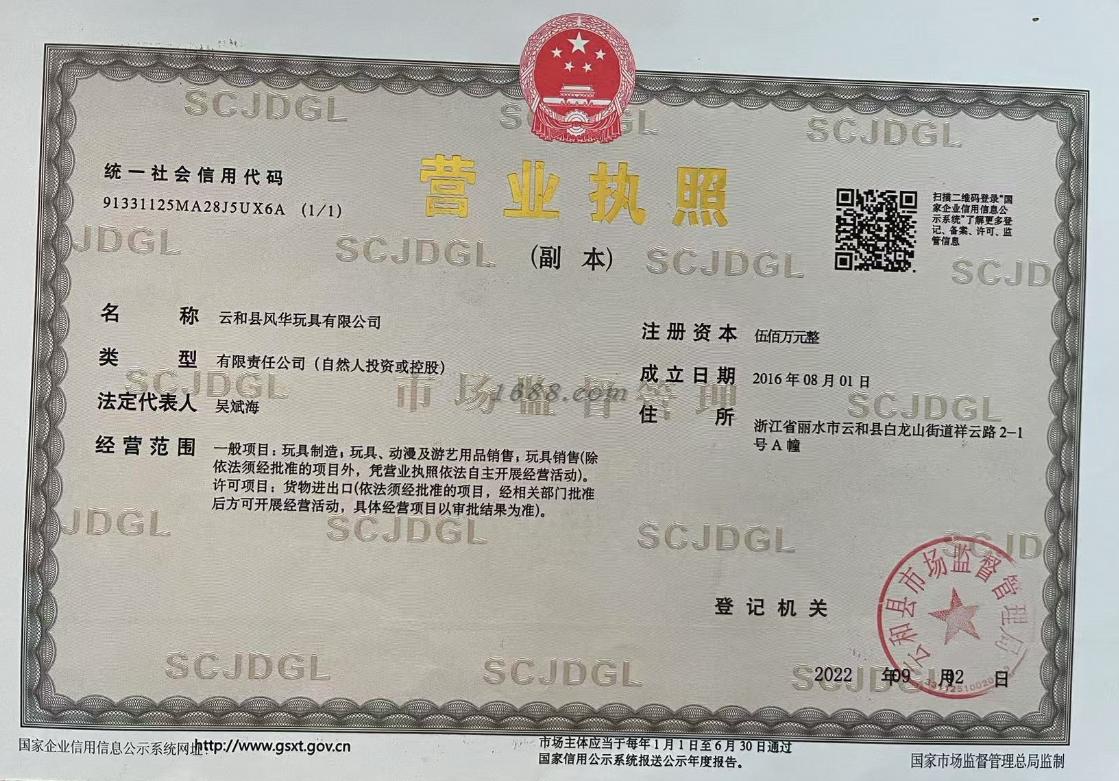 SCJDGL
SCJDGL
统一社会信用代码
91331125MA28J5UX6A (1/1)
营业执照
(副 本)
扫描二维码登录“国
家企业信用信息公
示系统”了解更多登
记、备案、许可、监
管信息
JDGL
SCJDGL
SCJDGL
SCJD
名 称 云和县风华玩具有限公司
类 型 有限责任公司（自然人投资或控股）
法定代表人 吴斌海
经营范围 一般项目：玩具制造；玩具、动漫及游艺用品销售；玩具销售(除
依法须经批准的项目外，凭营业执照依法自主开展经营活动)。
许可项目：货物进出口(依法须经批准的项目，经相关部门批准
后方可开展经营活动，具体经营项目以审批结果为准)。
注册资本 伍佰万元整
成立日期 2016 年 08 月 01 日
住 所 浙江省丽水市云和县白龙山街道祥云路 2-1
号 A 幢
SCJDGL
市场监督管理
1688.com
SCJDGL
JDGL
SCJDGL
SCJDGL
SCJD
登记机关
云和县市场监督管理局
2022 年09 月02 日
SCJDGL
SCJDGL
SCJDGL
国家企业信用信息公示系统网址：http://www.gsxt.gov.cn
市场主体应当于每年 1 月 1 日至 6 月 30 日通过
国家信用公示系统报送公示年度报告。
国家市场监督管理总局监制